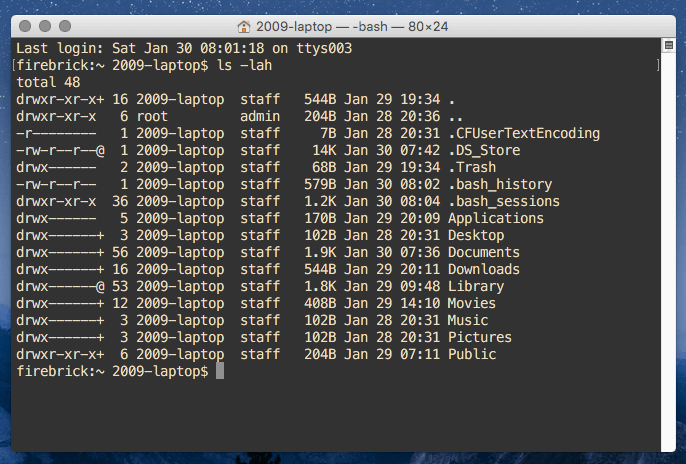 2009-laptop — -bash — 80×24
Last login: Sat Jan 30 08:01:18 on ttys003
[firebrick:~ 2009-laptop$ ls -lah ]
total 48
drwxr-xr-x+ 16 2009-laptop  staff   544B Jan 29 19:34 .
drwxr-xr-x   6 root         admin   204B Jan 28 20:36 ..
-r--------   1 2009-laptop  staff     7B Jan 28 20:31 .CFUserTextEncoding
-rw-r--r--@  1 2009-laptop  staff    14K Jan 30 07:42 .DS_Store
drwx------   2 2009-laptop  staff    68B Jan 29 19:34 .Trash
-rw-r--r--   1 2009-laptop  staff   579B Jan 30 08:02 .bash_history
drwxr-xr-x  36 2009-laptop  staff   1.2K Jan 30 08:04 .bash_sessions
drwx------   5 2009-laptop  staff   170B Jan 29 20:09 Applications
drwx------+  3 2009-laptop  staff   102B Jan 28 20:31 Desktop
drwx------+ 56 2009-laptop  staff   1.9K Jan 30 07:36 Documents
drwx------+ 16 2009-laptop  staff   544B Jan 29 20:11 Downloads
drwx------@ 53 2009-laptop  staff   1.8K Jan 29 09:48 Library
drwx------+ 12 2009-laptop  staff   408B Jan 29 14:10 Movies
drwx------+  3 2009-laptop  staff   102B Jan 28 20:31 Music
drwx------+  3 2009-laptop  staff   102B Jan 28 20:31 Pictures
drwxr-xr-x+  6 2009-laptop  staff   204B Jan 29 07:11 Public
firebrick:~ 2009-laptop$